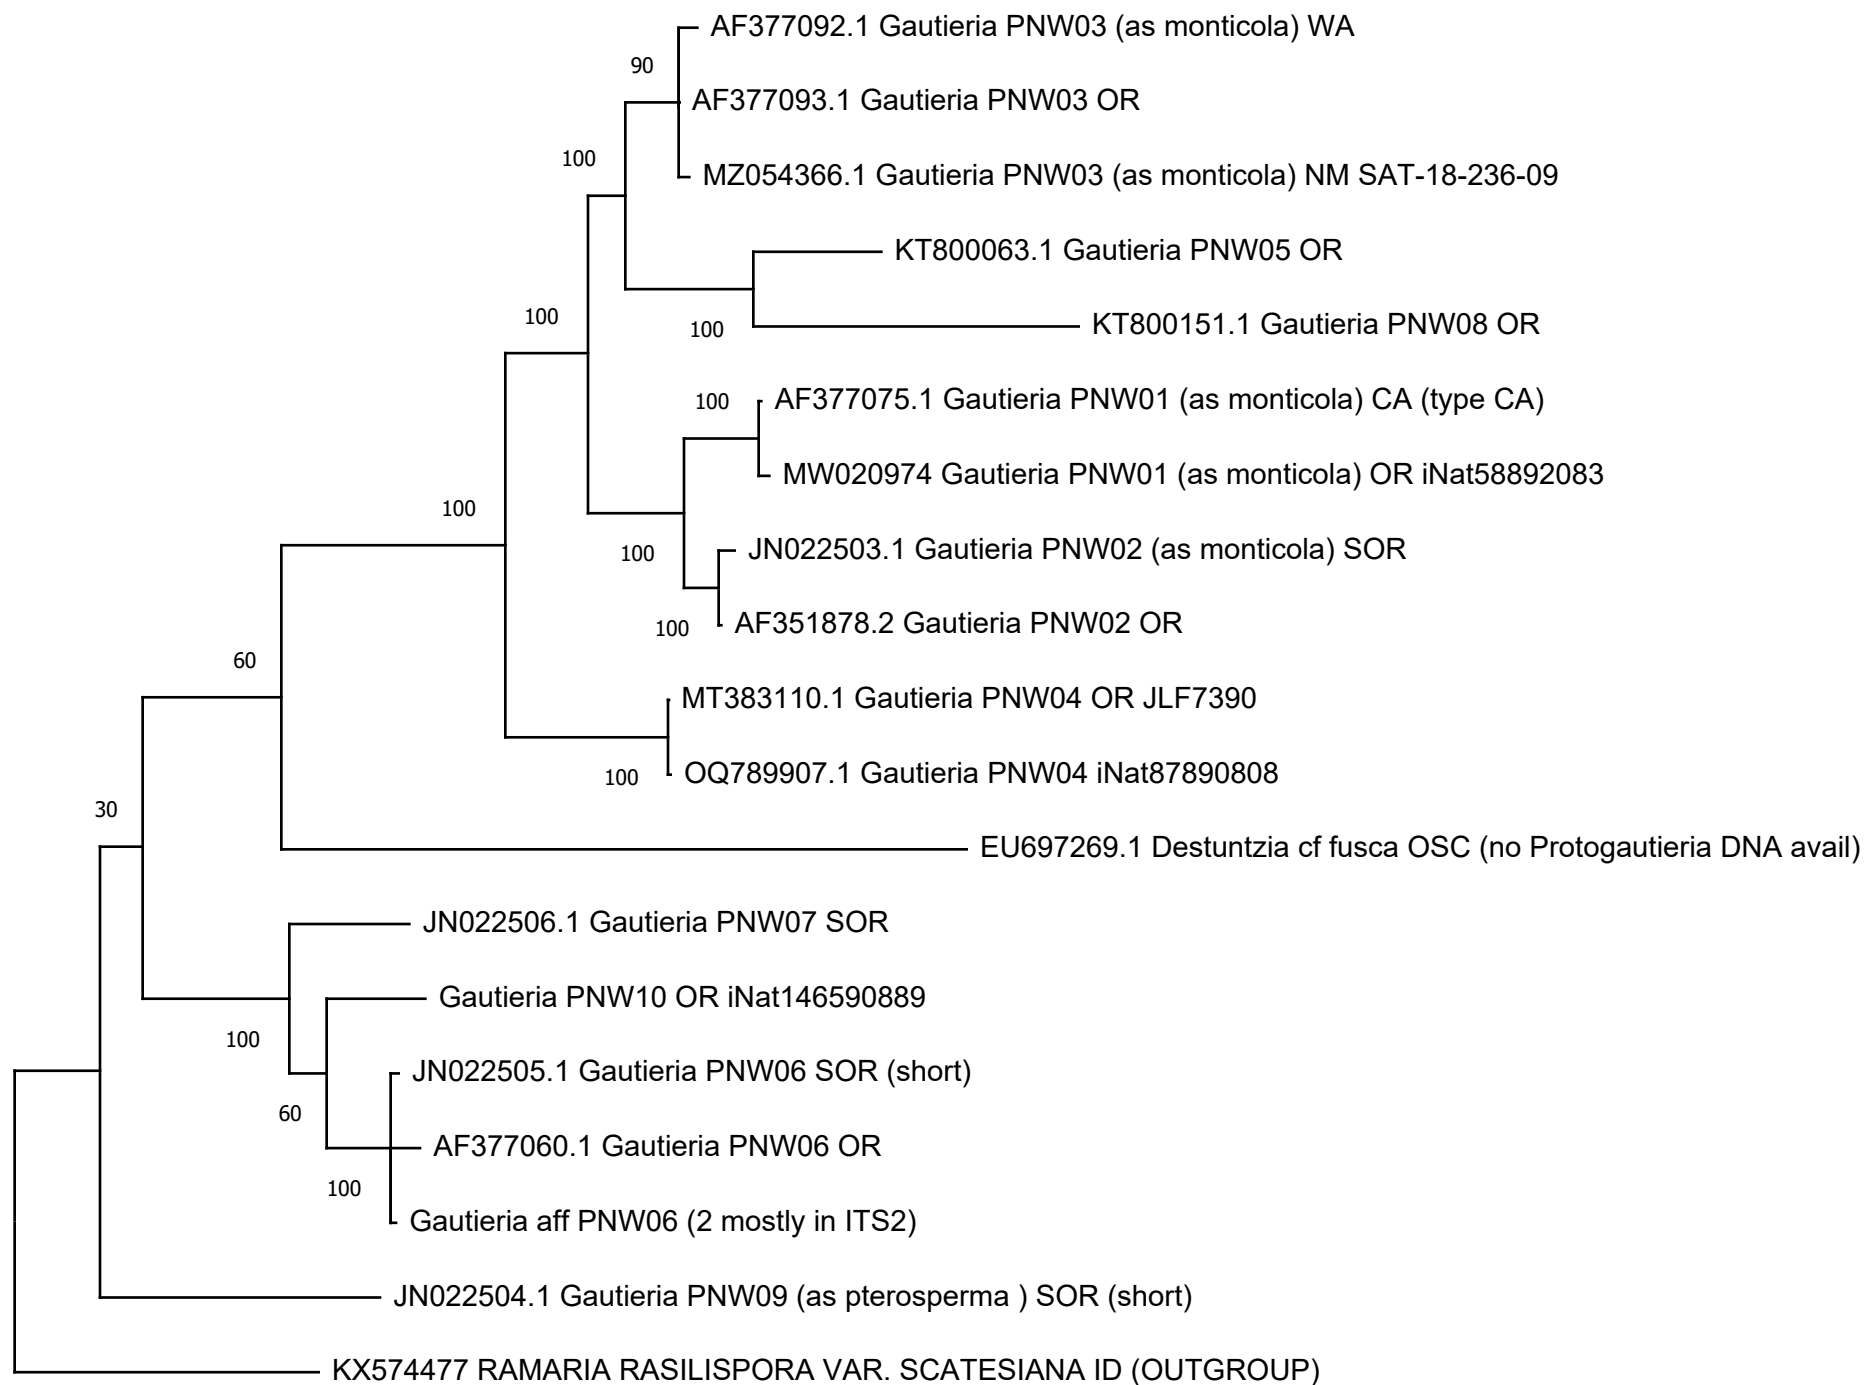 AF377092.1 Gautieria PNW03 (as monticola) WA
90
AF377093.1 Gautieria PNW03 OR
100
MZ054366.1 Gautieria PNW03 (as monticola) NM SAT-18-236-09
KT800063.1 Gautieria PNW05 OR
100
100
KT800151.1 Gautieria PNW08 OR
100
AF377075.1 Gautieria PNW01 (as monticola) CA (type CA)
MW020974 Gautieria PNW01 (as monticola) OR iNat58892083
100
100
JN022503.1 Gautieria PNW02 (as monticola) SOR
100
AF351878.2 Gautieria PNW02 OR
60
MT383110.1 Gautieria PNW04 OR JLF7390
100
OQ789907.1 Gautieria PNW04 iNat87890808
30
EU697269.1 Destuntzia cf fusca OSC (no Protogautieria DNA avail)
JN022506.1 Gautieria PNW07 SOR
Gautieria PNW10 OR iNat146590889
100
JN022505.1 Gautieria PNW06 SOR (short)
60
AF377060.1 Gautieria PNW06 OR
100
Gautieria aff PNW06 (2 mostly in ITS2)
JN022504.1 Gautieria PNW09 (as pterosperma ) SOR (short)
KX574477 RAMARIA RASILISPORA VAR. SCATESIANA ID (OUTGROUP)